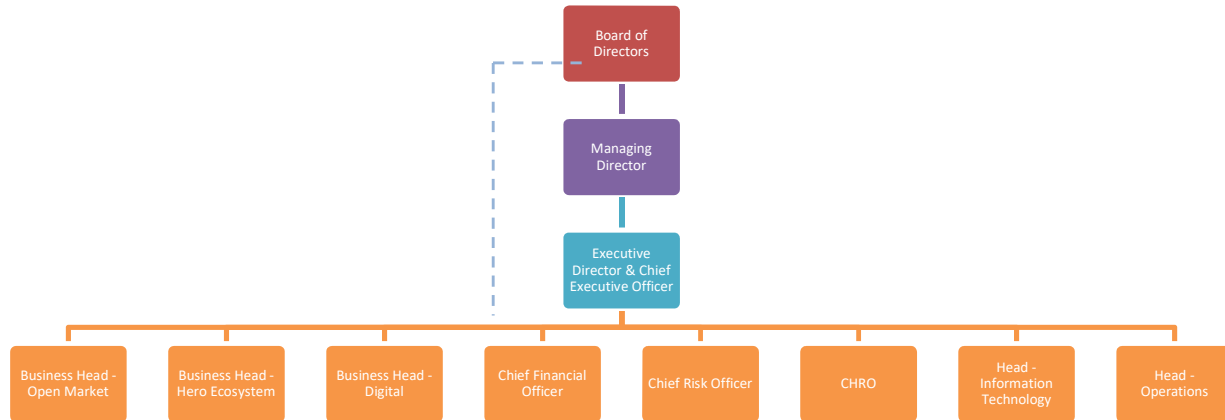 Board of
Directors
Managing
Director
Executive
Director & Chief
Executive Officer
Business Head -
Open Market
Business Head -
Hero Ecosystem
Business Head -
Digital
Chief Financial
Officer
Chief Risk Officer
CHRO
Head -
Information
Technology
Head -
Operations